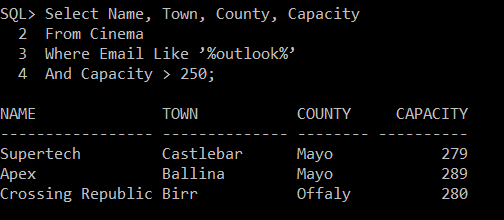 SQL> Select Name, Town, County, Capacity
  2  From Cinema
  3  Where Email Like ’%outlook%’
  4  And Capacity > 250;
NAME              TOWN           COUNTY     CAPACITY
----------------- -------------- -------- ----------
Supertech         Castlebar      Mayo            279
Apex              Ballina        Mayo            289
Crossing Republic Birr           Offaly          280